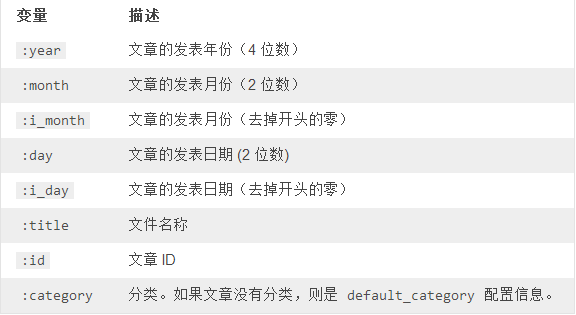 变量 描述
:year 文章的发表年份（4 位数）
:month 文章的发表月份（2 位数）
:i_month 文章的发表月份（去掉开头的零）
:day 文章的发表日期 (2 位数)
:i_day 文章的发表日期（去掉开头的零）
:title 文件名称
:id 文章 ID
:category 分类。如果文章没有分类，则是 default_category 配置信息。